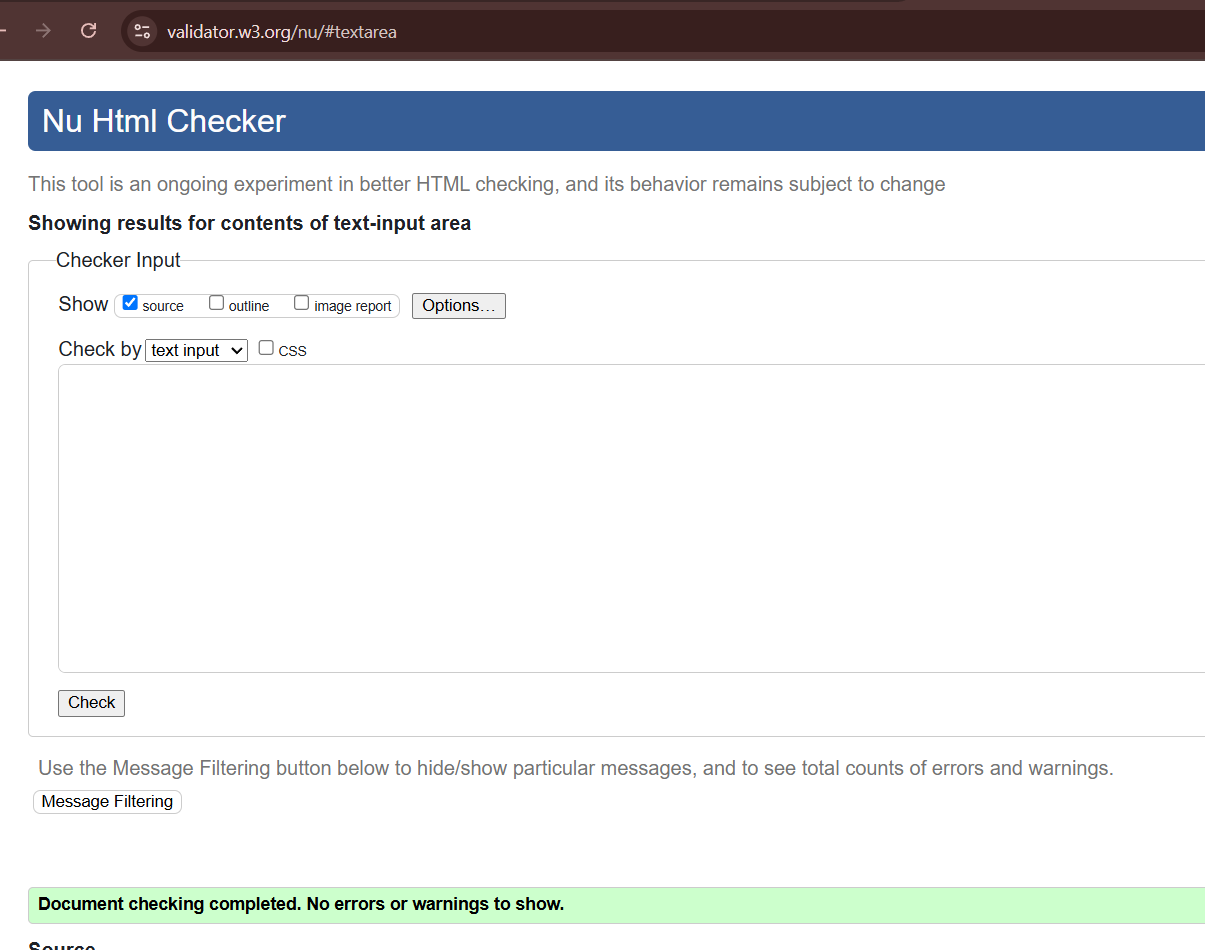 validator.w3.org/nu/#textarea
Nu Html Checker
This tool is an ongoing experiment in better HTML checking, and its behavior remains subject to change
Showing results for contents of text-input area
Checker Input
Show source outline image report Options…
Check by text input CSS
Check
Use the Message Filtering button below to hide/show particular messages, and to see total counts of errors and warnings.
Message Filtering
Document checking completed. No errors or warnings to show.
Source